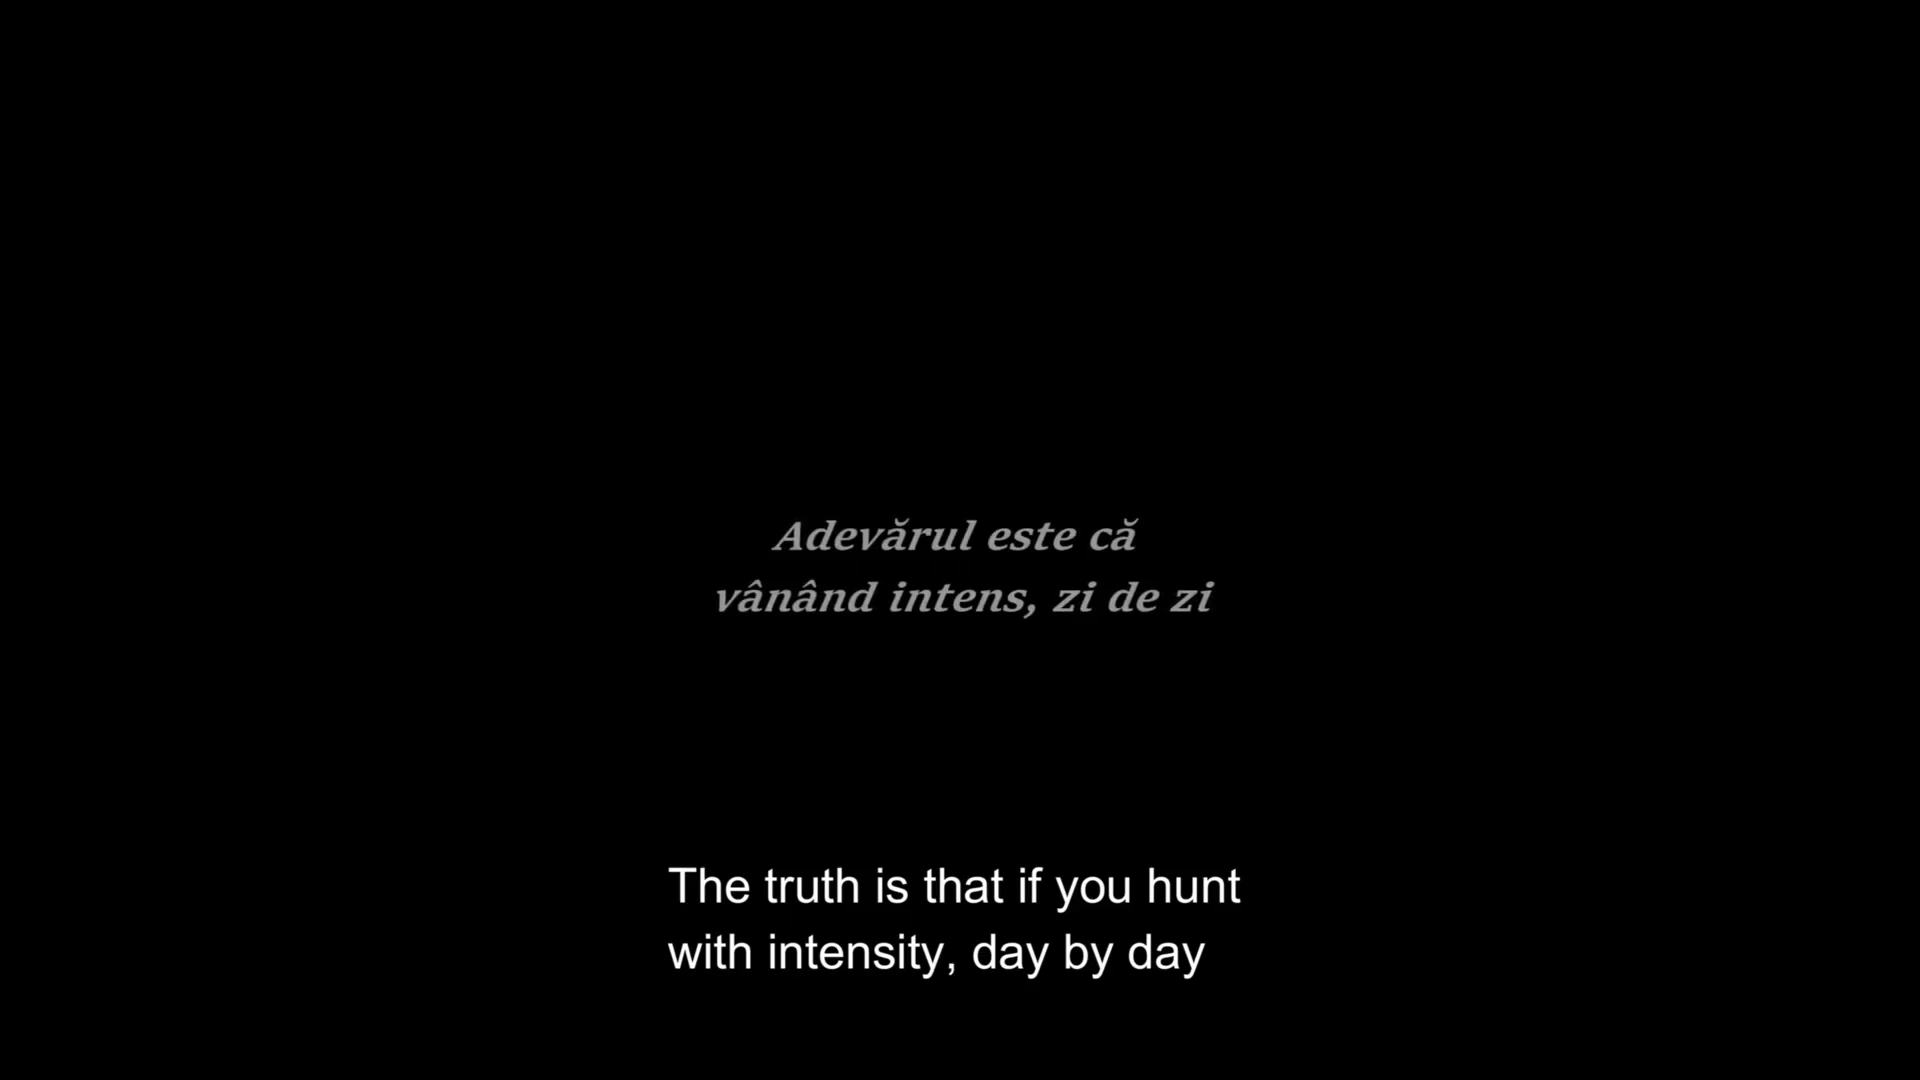 Adevărul este că
vânând intens, zi de zi
The truth is that if you hunt
with intensity, day by day